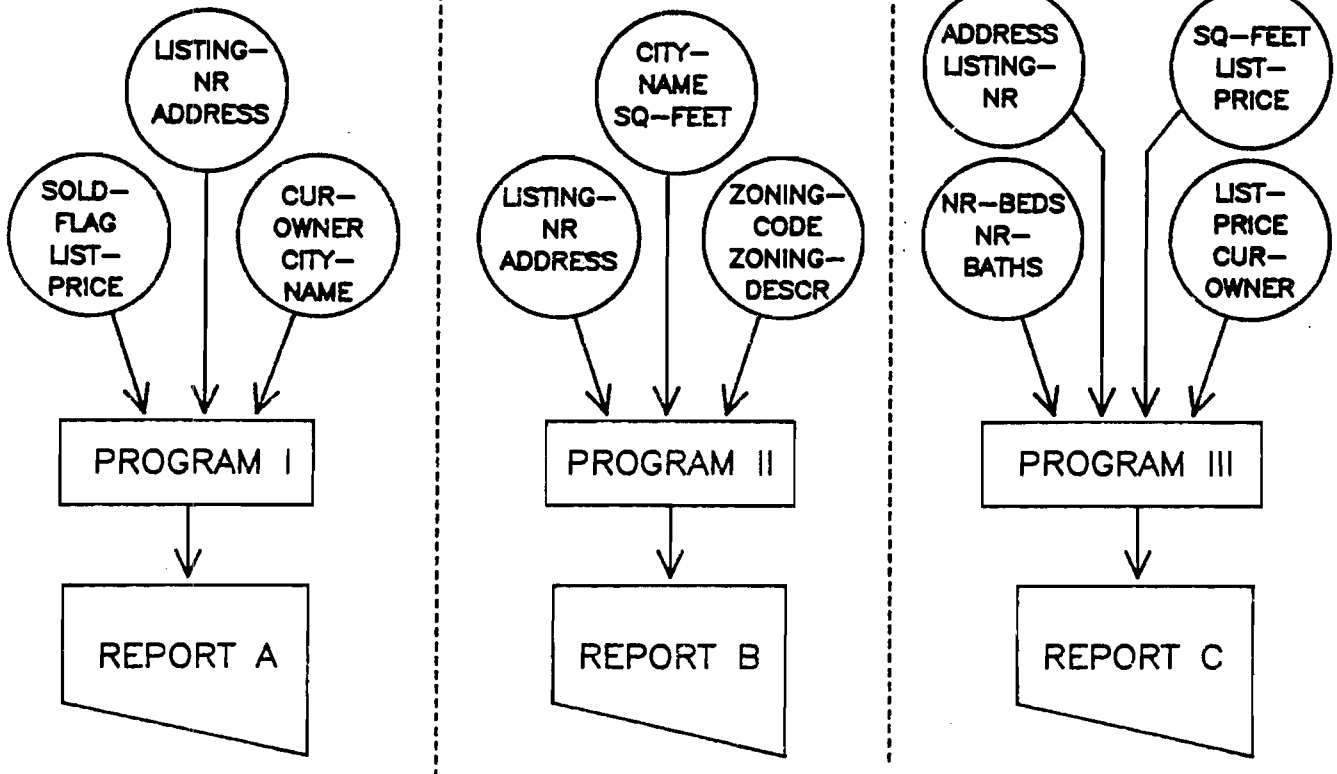 LISTING-
NR
ADDRESS
SOLD-
FLAG
LIST-
PRICE
CUR-
OWNER
CITY-
NAME
PROGRAM I
REPORT A
CITY-
NAME
SQ-FEET
LISTING-
NR
ADDRESS
ZONING-
CODE
ZONING-
DESCR
PROGRAM II
REPORT B
ADDRESS
LISTING-
NR
SQ-FEET
LIST-
PRICE
NR-BEDS
NR-
BATHS
LIST-
PRICE
CUR-
OWNER
PROGRAM III
REPORT C